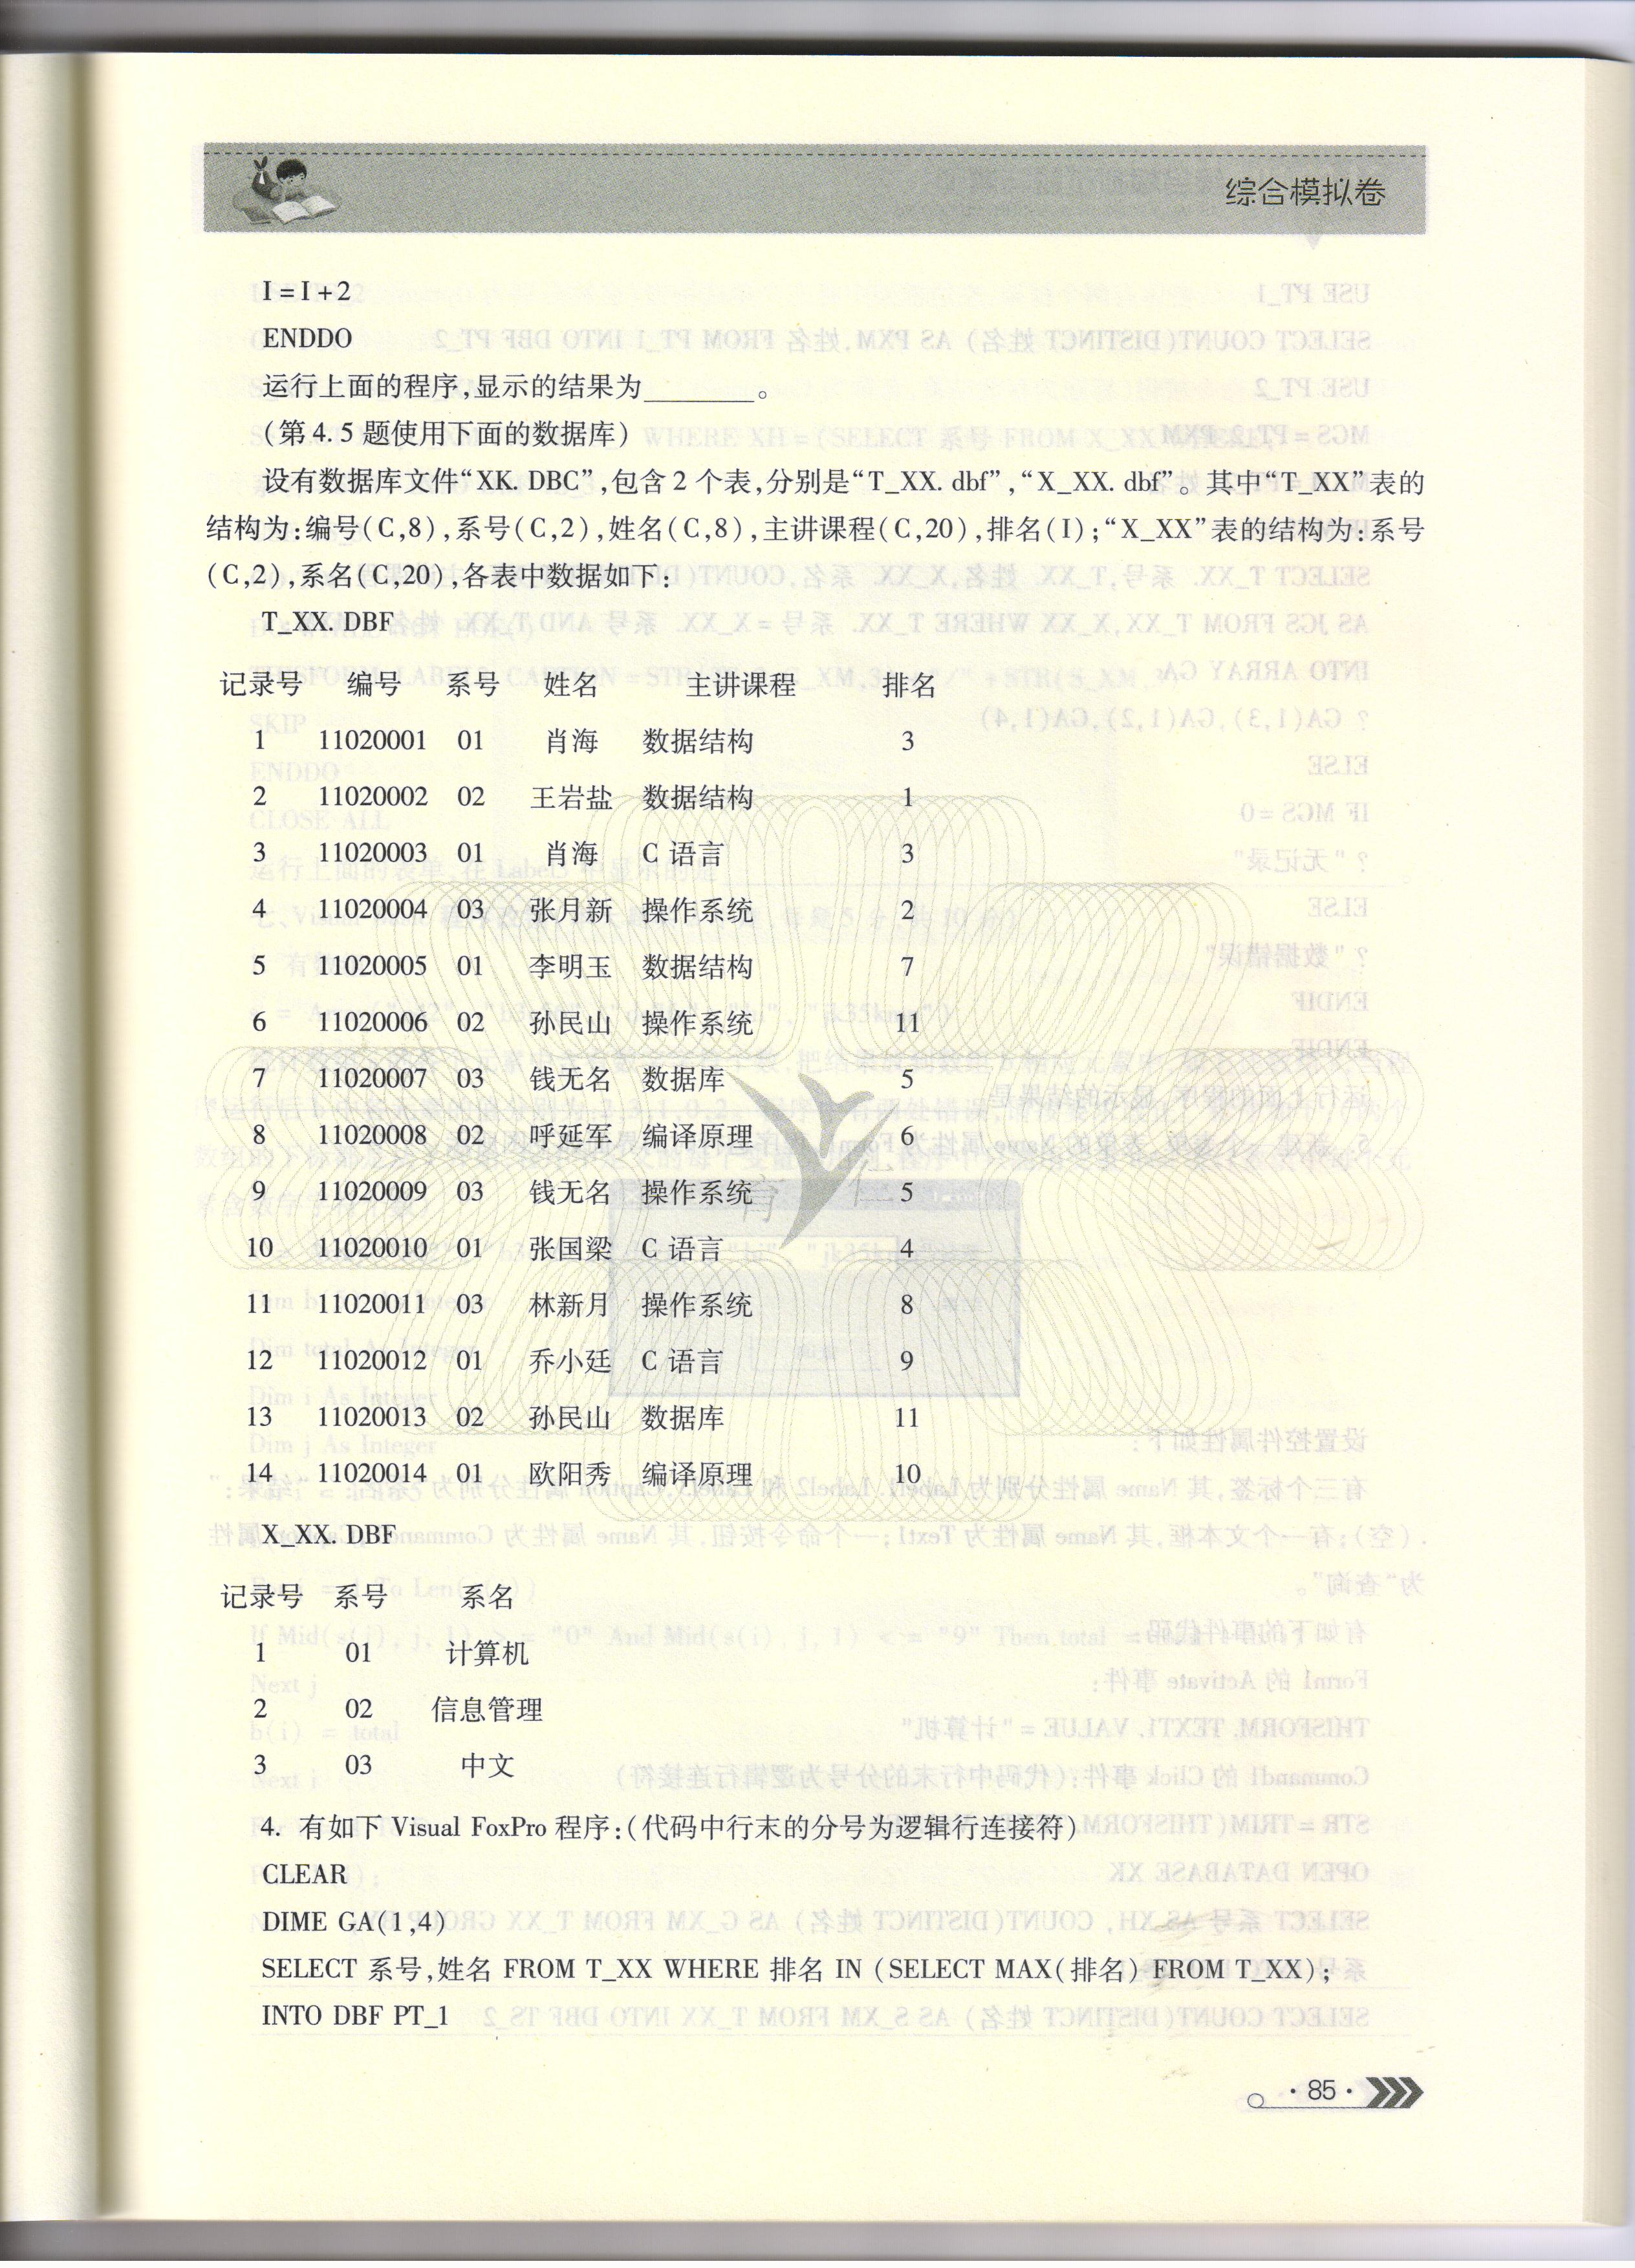 综合模拟卷
I=I+2
ENDDO
运行上面的程序,显示的结果为________。
(第4.5题使用下面的数据库)
设有数据库文件“XK. DBC”,包含2个表,分别是“T_XX. dbf”,“X_XX. dbf”。其中“T_XX”表的
结构为:编号(C,8),系号(C,2),姓名(C,8),主讲课程(C,20),排名(I);“X_XX”表的结构为:系号
(C,2),系名(C,20),各表中数据如下:
T_XX. DBF
记录号 编号 系号 姓名 主讲课程 排名
1 11020001 01 肖海 数据结构 3
2 11020002 02 王岩盐 数据结构 1
3 11020003 01 肖海 C语言 3
4 11020004 03 张月新 操作系统 2
5 11020005 01 李明玉 数据结构 7
6 11020006 02 孙民山 操作系统 11
7 11020007 03 钱无名 数据库 5
8 11020008 02 呼延军 编译原理 6
9 11020009 03 钱无名 操作系统 5
10 11020010 01 张国梁 C语言 4
11 11020011 03 林新月 操作系统 8
12 11020012 01 乔小廷 C语言 9
13 11020013 02 孙民山 数据库 11
14 11020014 01 欧阳秀 编译原理 10
X_XX. DBF
记录号 系号 系名
1 01 计算机
2 02 信息管理
3 03 中文
4. 有如下 Visual FoxPro 程序:(代码中行末的分号为逻辑行连接符)
CLEAR
DIME GA(1,4)
SELECT 系号,姓名 FROM T_XX WHERE 排名 IN (SELECT MAX(排名) FROM T_XX);
INTO DBF PT_1
·85·